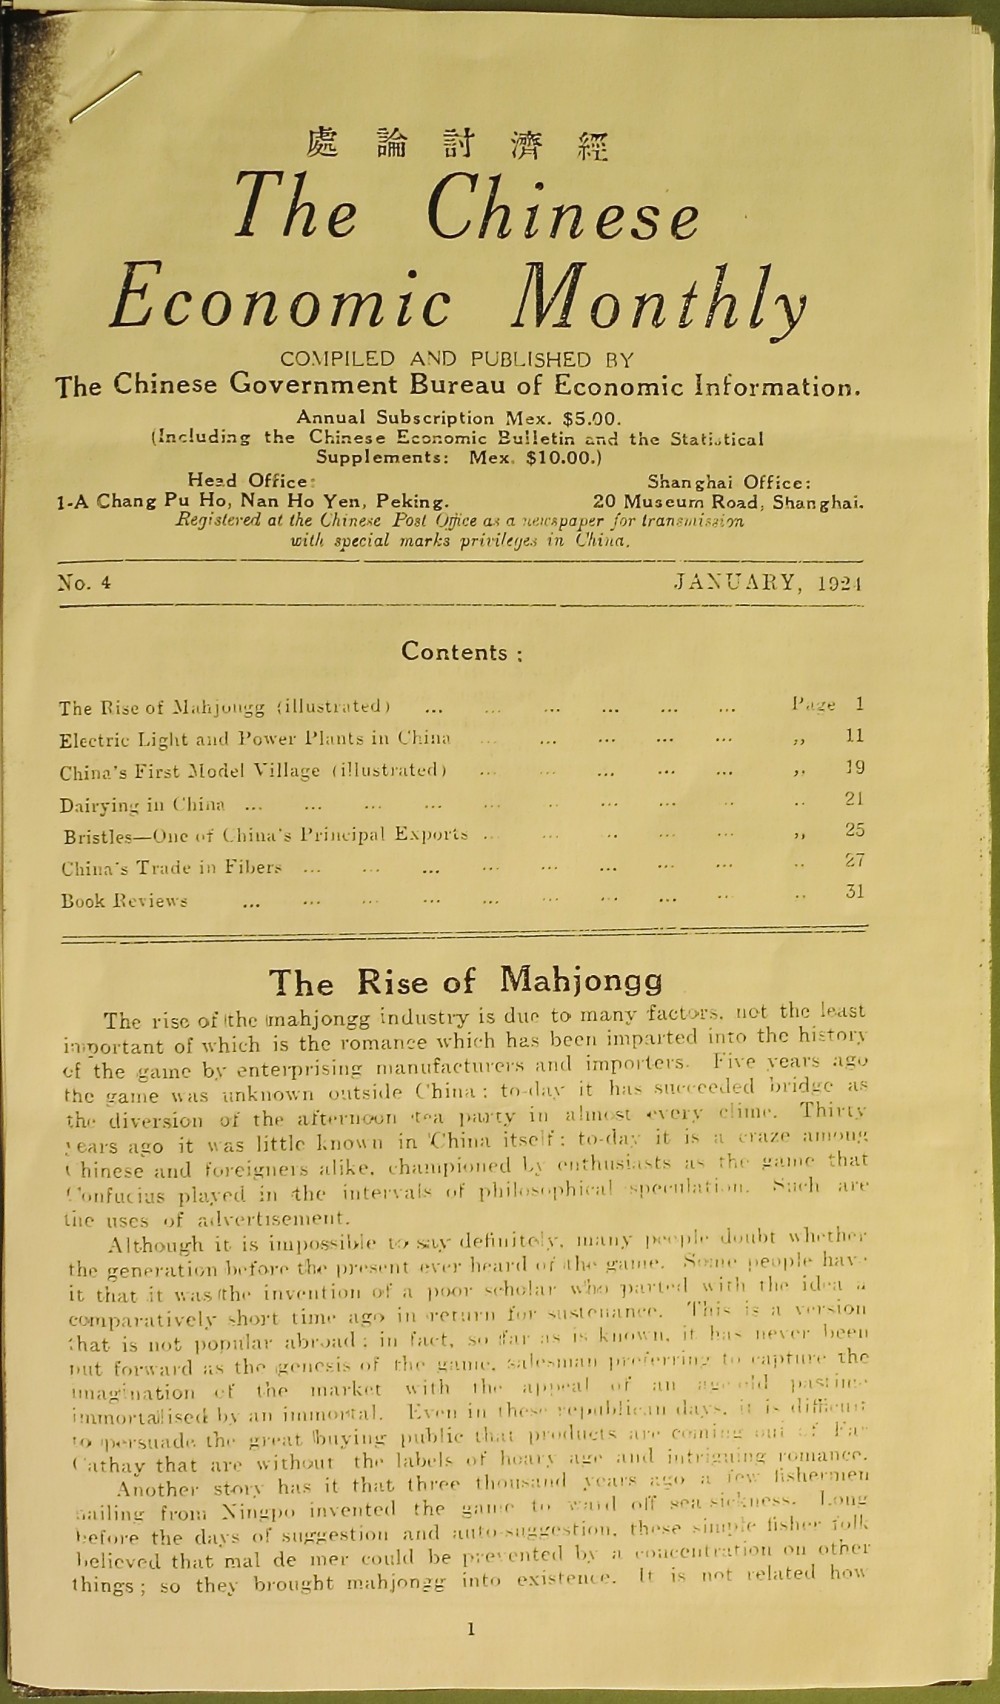 處論討濟經
The Chinese
Economic Monthly
COMPILED AND PUBLISHED BY
The Chinese Government Bureau of Economic Information.
Annual Subscription Mex. $5.00.
(Including the Chinese Economic Bulletin and the Statistical
Supplements: Mex. $10.00.)
Head Office: Shanghai Office:
1-A Chang Pu Ho, Nan Ho Yen, Peking. 20 Museum Road, Shanghai.
Registered at the Chinese Post Office as a newspaper for transmission
with special marks privileges in China.
No. 4 JANUARY, 1924
Contents :
The Rise of Mahjongg (illustrated) ... ... ... ... ... ... Page 1
Electric Light and Power Plants in China ... ... ... ... ... ,, 11
China's First Model Village (illustrated) ... ... ... ... ... ,, 19
Dairying in China ... ... ... ... ... ... ... ... ... ,, 21
Bristles—One of China's Principal Exports ... ... ... ... ... ,, 25
China's Trade in Fibers ... ... ... ... ... ... ... ... ,, 27
Book Reviews ... ... ... ... ... ... ... ... ... ,, 31
The Rise of Mahjongg
The rise of the mahjongg industry is due to many factors, not the least
important of which is the romance which has been imparted into the history
of the game by enterprising manufacturers and importers. Five years ago
the game was unknown outside China: to-day it has succeeded bridge as
the diversion of the afternoon tea party in almost every clime. Thirty
years ago it was little known in China itself: to-day it is a craze among
Chinese and foreigners alike, championed by enthusiasts as the game that
Confucius played in the intervals of philosophical speculation. Such are
the uses of advertisement.
Although it is impossible to say definitely, many people doubt whether
the generation before the present ever heard of the game. Some people have
it that it was the invention of a poor scholar who parted with the idea a
comparatively short time ago in return for sustenance. This is a version
that is not popular abroad; in fact, so far as is known, it has never been
put forward as the genesis of the game, salesman preferring to capture the
imagination of the market with the appeal of an age-old pastime
immortalised by an immortal. Even in these republican days, it is difficult
to persuade the great buying public that products are coming out of Far
Cathay that are without the labels of hoary age and intriguing romance.
Another story has it that three thousand years ago a few fishermen
sailing from Ningpo invented the game to ward off sea sickness. Long
before the days of suggestion and auto-suggestion, these simple fisher folk
believed that mal de mer could be prevented by a concentration on other
things; so they brought mahjongg into existence. It is not related how
1